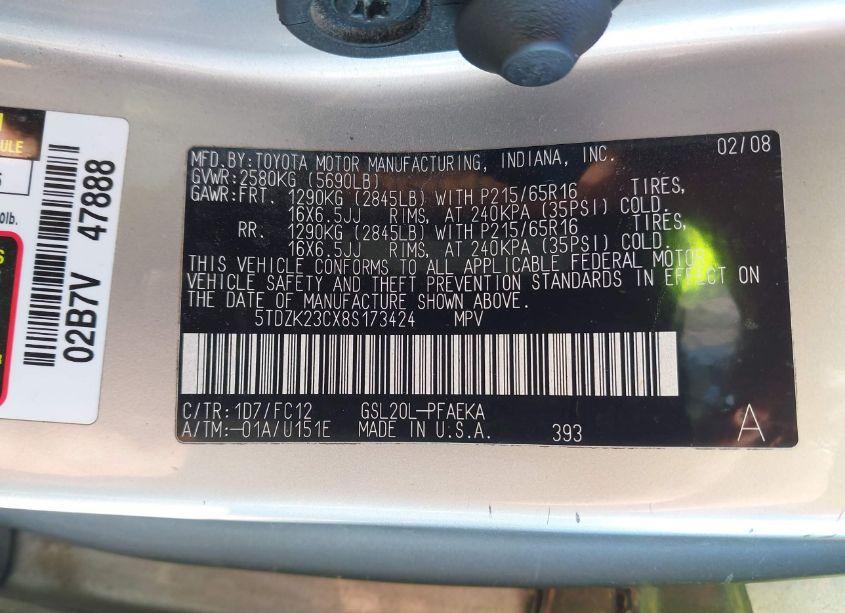 ULE
0lb.
S
02B7V 47888
MFD.BY:TOYOTA MOTOR MANUFACTURING, INDIANA, INC. 02/08
GVWR:2580KG (5690LB)
GAWR:FRT. 1290KG (2845LB) WITH P215/65R16 TIRES,
16X6.5JJ RIMS, AT 240KPA (35PSI) COLD.
RR. 1290KG (2845LB) WITH P215/65R16 TIRES,
16X6.5JJ RIMS, AT 240KPA (35PSI) COLD.
THIS VEHICLE CONFORMS TO ALL APPLICABLE FEDERAL MOTOR
VEHICLE SAFETY AND THEFT PREVENTION STANDARDS IN EFFECT ON
THE DATE OF MANUFACTURE SHOWN ABOVE.
5TDZK23CX8S173424 MPV
C/TR:1D7/FC12 GSL20L-PFAEKA
A/TM:-01A/U151E MADE IN U.S.A. 393 A